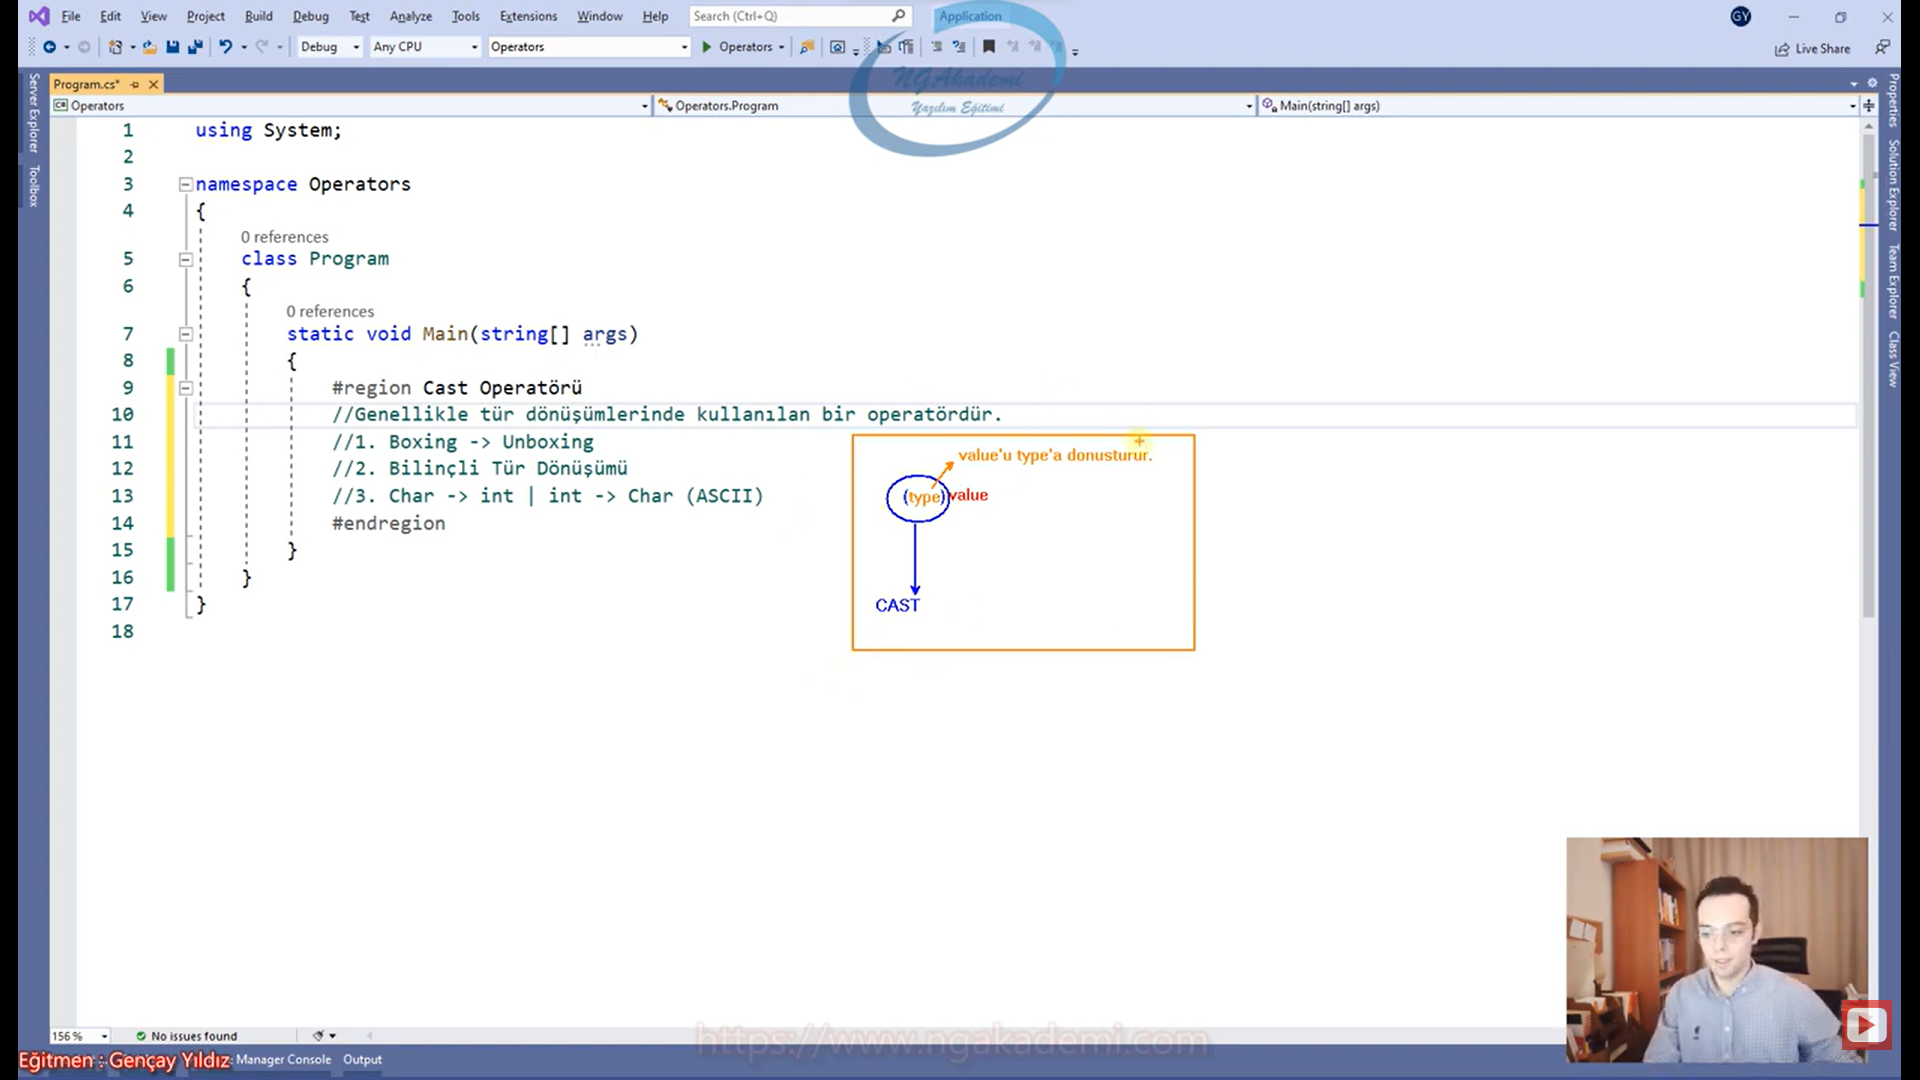 File Edit View Project Build Debug Test Analyze Tools Extensions Window Help Search (Ctrl+Q) Application GY
Debug Any CPU Operators Operators Live Share
NGAkademi
Yazılım Eğitimi
Program.cs*
Operators Operators.Program Main(string[] args)
Server Explorer
Toolbox
Properties
Solution Explorer
Team Explorer
Class View
1 using System;
2
3 namespace Operators
4 {
0 references
5 class Program
6 {
0 references
7 static void Main(string[] args)
8 {
9 #region Cast Operatörü
10 //Genellikle tür dönüşümlerinde kullanılan bir operatördür.
11 //1. Boxing -> Unboxing
12 //2. Bilinçli Tür Dönüşümü
13 //3. Char -> int | int -> Char (ASCII)
14 #endregion
15 }
16 }
17 }
18
value'u type'a donusturur.
(type)value
CAST
156 % No issues found
https://www.ngakademi.com
Eğitmen : Gençay Yıldız Manager Console Output